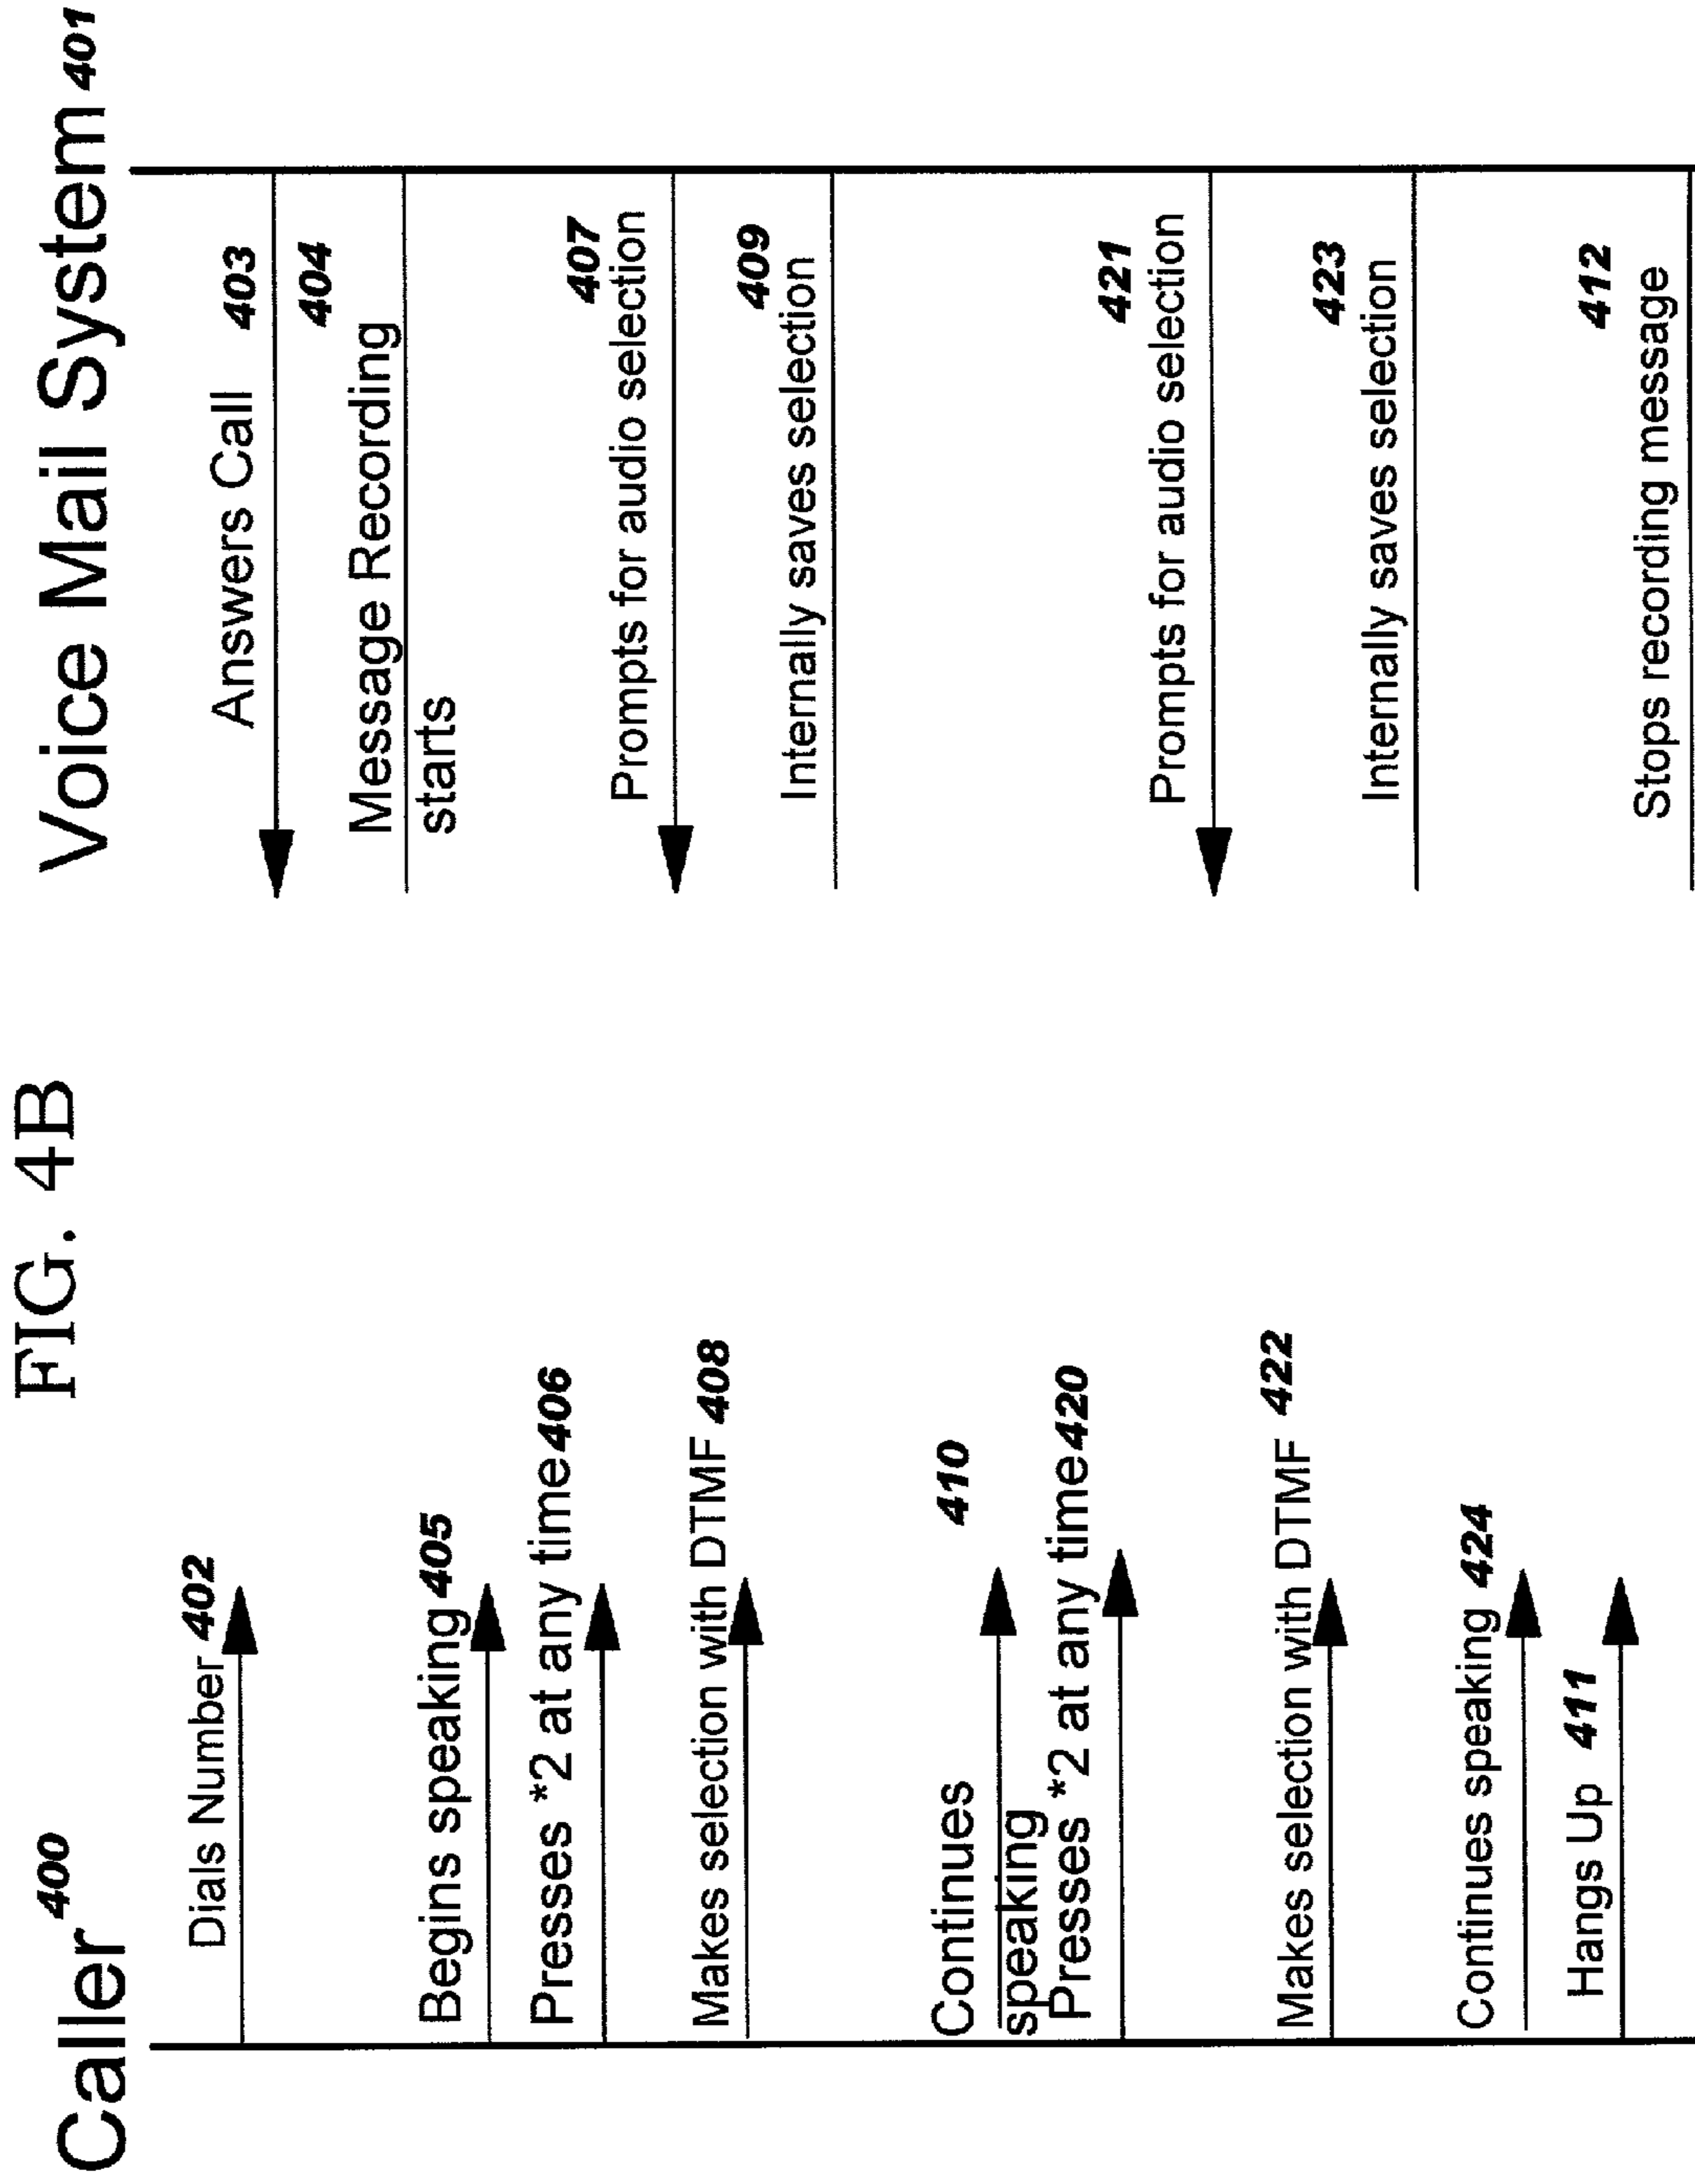 FIG. 4B
Caller 400
Voice Mail System 401
Dials Number 402
Answers Call 403
404
Message Recording
starts
Begins speaking 405
Presses *2 at any time 406
407
Prompts for audio selection
Makes selection with DTMF 408
409
Internally saves selection
410
Continues
speaking
Presses *2 at any time 420
421
Prompts for audio selection
422
Makes selection with DTMF
423
Internally saves selection
Continues speaking 424
Hangs Up 411
412
Stops recording message